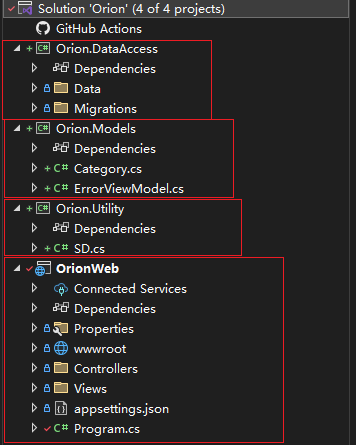 Solution 'Orion' (4 of 4 projects)
GitHub Actions
Orion.DataAccess
Dependencies
Data
Migrations
Orion.Models
Dependencies
Category.cs
ErrorViewModel.cs
Orion.Utility
Dependencies
SD.cs
OrionWeb
Connected Services
Dependencies
Properties
wwwroot
Controllers
Views
appsettings.json
Program.cs